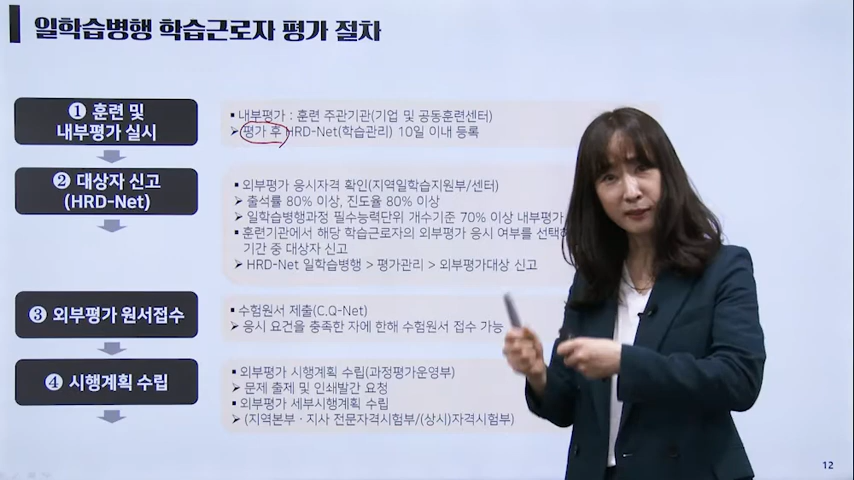 일학습병행 학습근로자 평가 절차
❶ 훈련 및
내부평가 실시
▪ 내부평가 : 훈련 주관기관(기업 및 공동훈련센터)
➢ 평가 후 HRD-Net(학습관리) 10일 이내 등록
❷ 대상자 신고
(HRD-Net)
▪ 외부평가 응시자격 확인(지역일학습지원부/센터)
➢ 출석률 80% 이상, 진도율 80% 이상
➢ 일학습병행과정 필수능력단위 개수기준 70% 이상 내부평가
▪ 훈련기관에서 해당 학습근로자의 외부평가 응시 여부를 선택
기간 중 대상자 신고
➢ HRD-Net 일학습병행 > 평가관리 > 외부평가대상 신고
❸ 외부평가 원서접수
▪ 수험원서 제출(C.Q-Net)
➢ 응시 요건을 충족한 자에 한해 수험원서 접수 가능
❹ 시행계획 수립
▪ 외부평가 시행계획 수립(과정평가운영부)
➢ 문제 출제 및 인쇄발간 요청
▪ 외부평가 세부시행계획 수립
➢ (지역본부 · 지사 전문자격시험부/(상시)자격시험부)
12